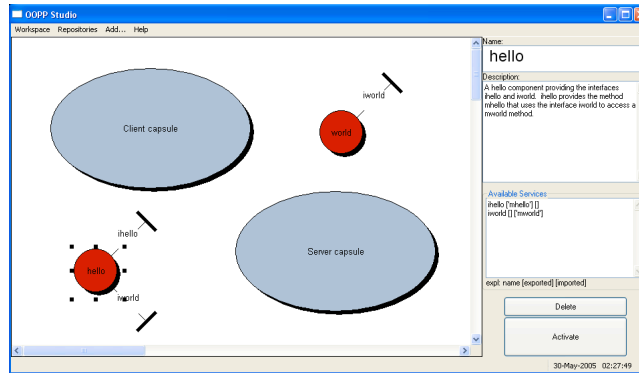 OOPP Studio
Workspace Repositories Add... Help
Name:
hello
Description:
A hello component providing the interfaces
ihello and iworld. ihello provides the method
mhello that uses the interface iworld to access a
mworld method.
iworld
Client capsule
world
Available Services
ihello ['mhello'] []
iworld [] ['mworld']
ihello
Server capsule
hello
iworld
expl: name [exported] [imported]
Delete
Activate
30-May-2005 02:27:49